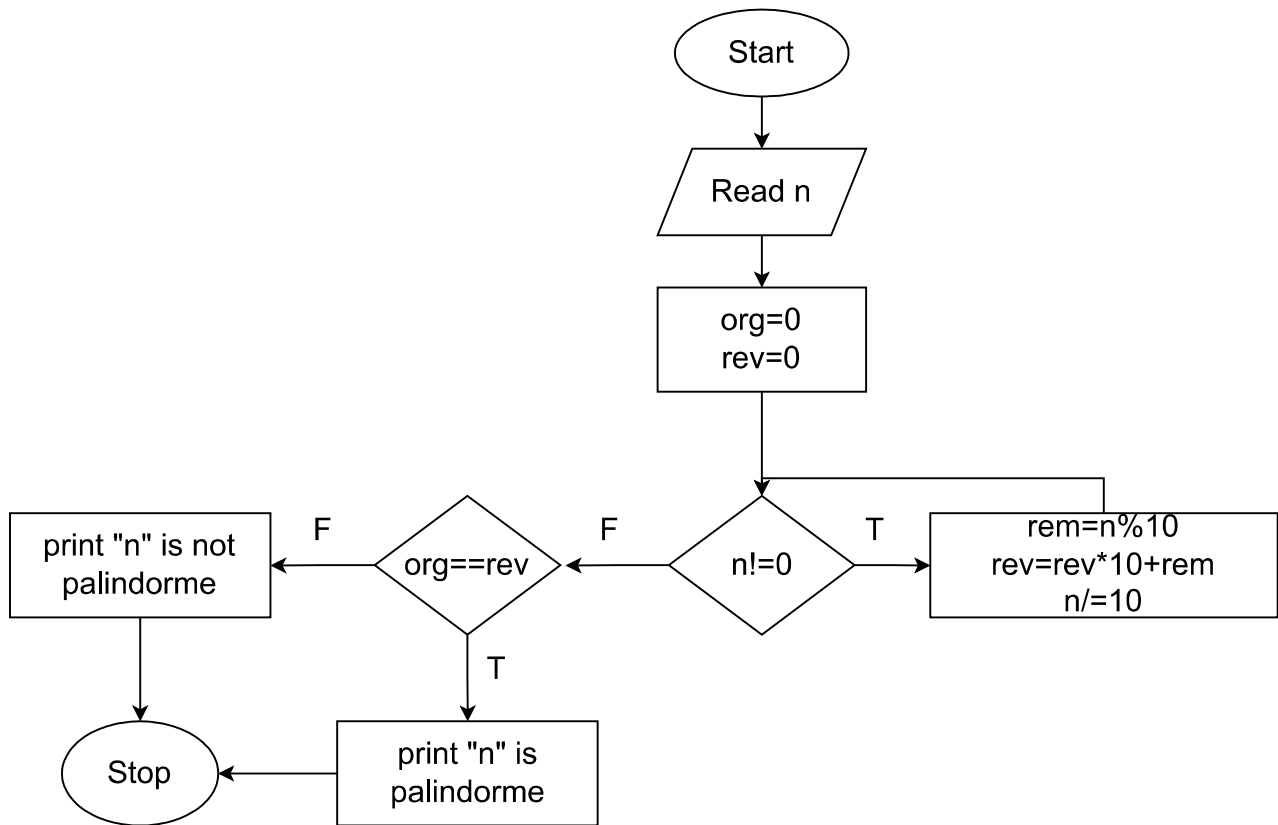 Start
Read n
org=0
rev=0
n!=0
T
rem=n%10
rev=rev*10+rem
n/=10
F
org==rev
F
print "n" is not
palindorme
T
print "n" is
palindorme
Stop